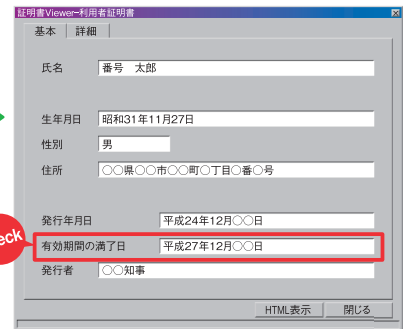 証明書Viewer-利用者証明書
基本 詳細
氏名 番号 太郎
生年月日 昭和31年11月27日
性別 男
住所 ○○県○○市○○町○丁目○番○号
発行年月日 平成24年12月○○日
有効期間の満了日 平成27年12月○○日
発行者 ○○知事
HTML表示 閉じる